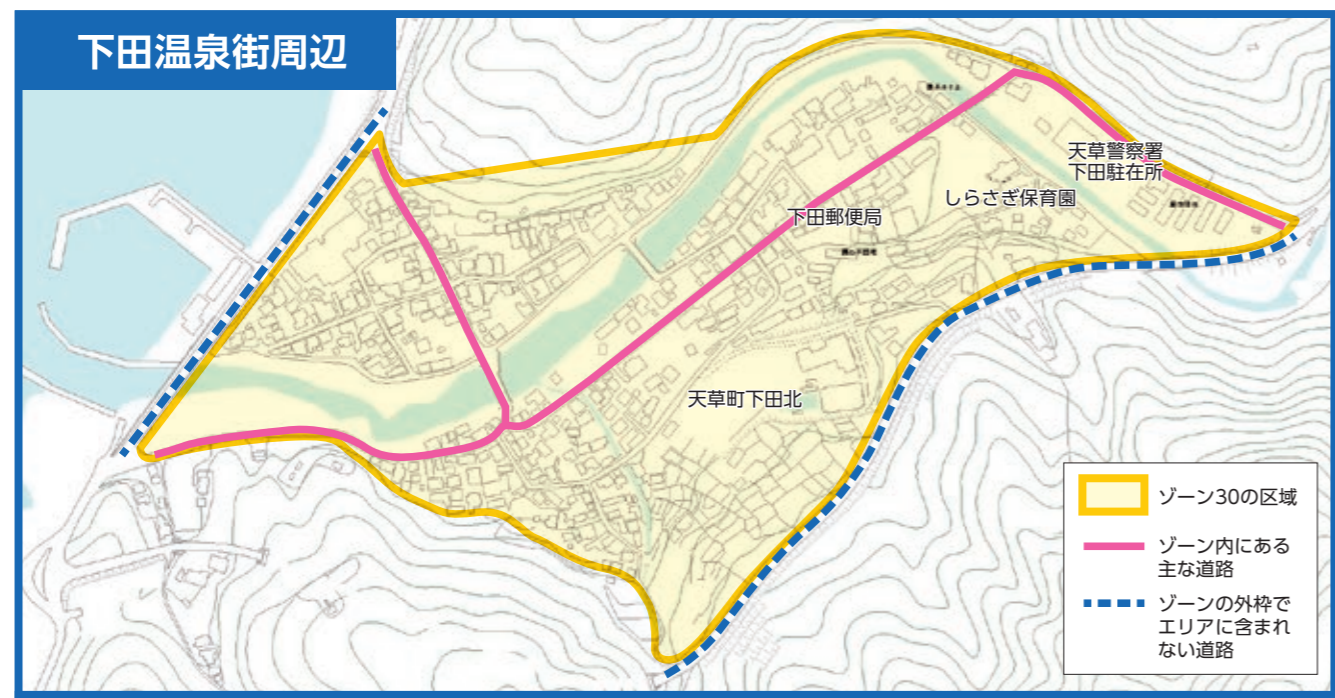 下田温泉街周辺
天草警察署
下田駐在所
しらさぎ保育園
下田郵便局
天草町下田北
ゾーン30の区域
ゾーン内にある
主な道路
ゾーンの外枠で
エリアに含まれ
ない道路